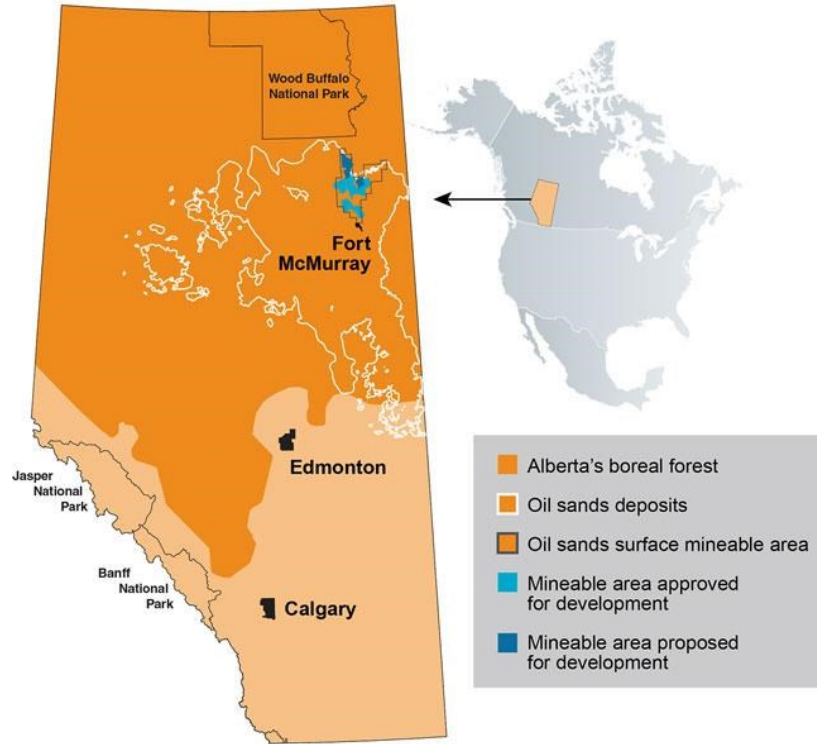 Wood Buffalo
National Park
Fort
McMurray
Edmonton
Jasper
National
Park
Banff
National
Park
Calgary
Alberta's boreal forest
Oil sands deposits
Oil sands surface mineable area
Mineable area approved
for development
Mineable area proposed
for development